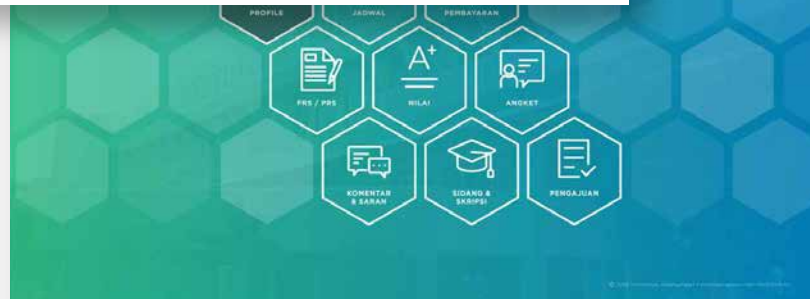 PROFILE
JADWAL
PEMBAYARAN
FRS / PRS
A+
NILAI
ANGKET
KOMENTAR
& SARAN
SIDANG &
SKRIPSI
PENGAJUAN